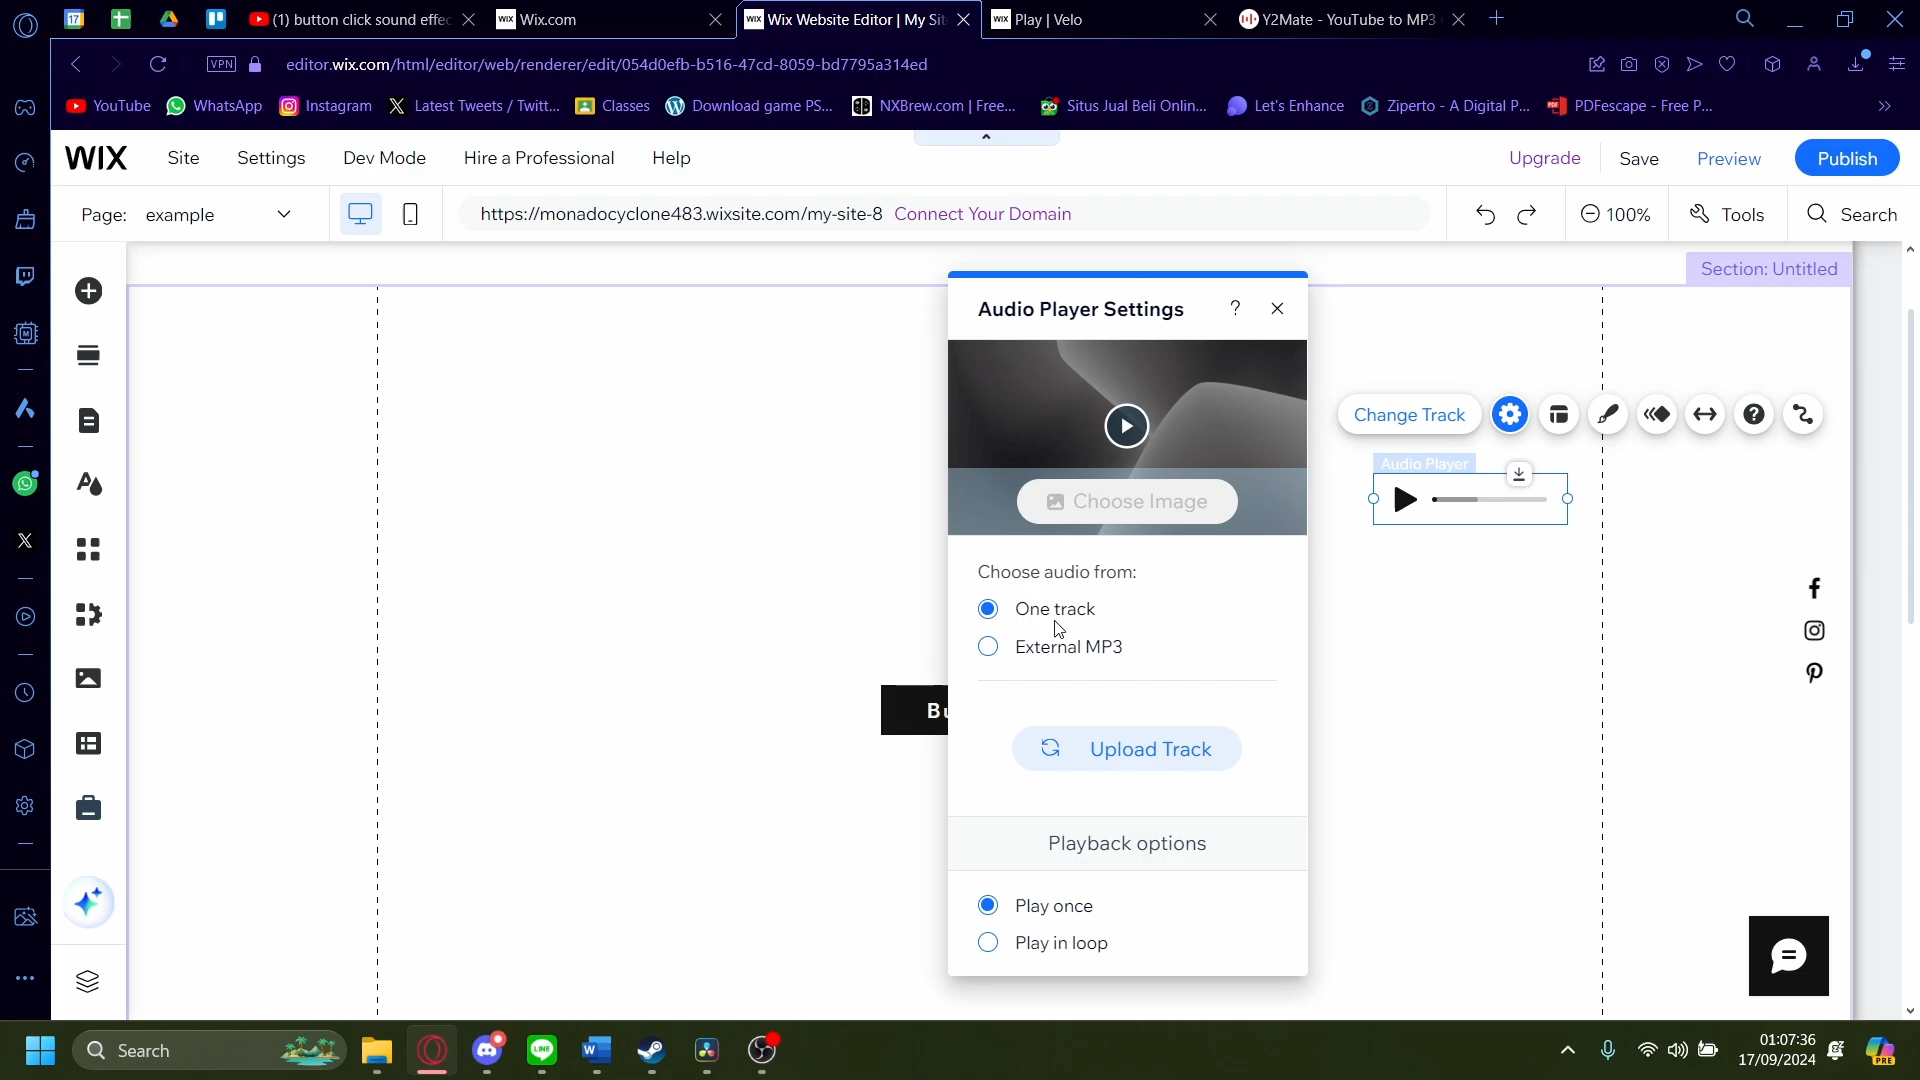 (1) button click sound effec
Wix.com
Wix Website Editor | My Sit
Play | Velo
Y2Mate - YouTube to MP3
VPN
editor.wix.com/html/editor/web/renderer/edit/054d0efb-b516-47cd-8059-bd7795a314ed
YouTube
WhatsApp
Instagram
Latest Tweets / Twitt...
Classes
Download game PS...
NXBrew.com | Free...
Situs Jual Beli Onlin...
Let's Enhance
Ziperto - A Digital P...
PDFescape - Free P...
WIX
Site
Settings
Dev Mode
Hire a Professional
Help
Upgrade
Save
Preview
Publish
Page: example
https://monadocyclone483.wixsite.com/my-site-8 Connect Your Domain
100%
Tools
Search
Section: Untitled
Audio Player Settings
?
Change Track
Audio Player
Choose Image
Choose audio from:
One track
External MP3
Bu
Upload Track
Playback options
Play once
Play in loop
Search
01:07:36
17/09/2024